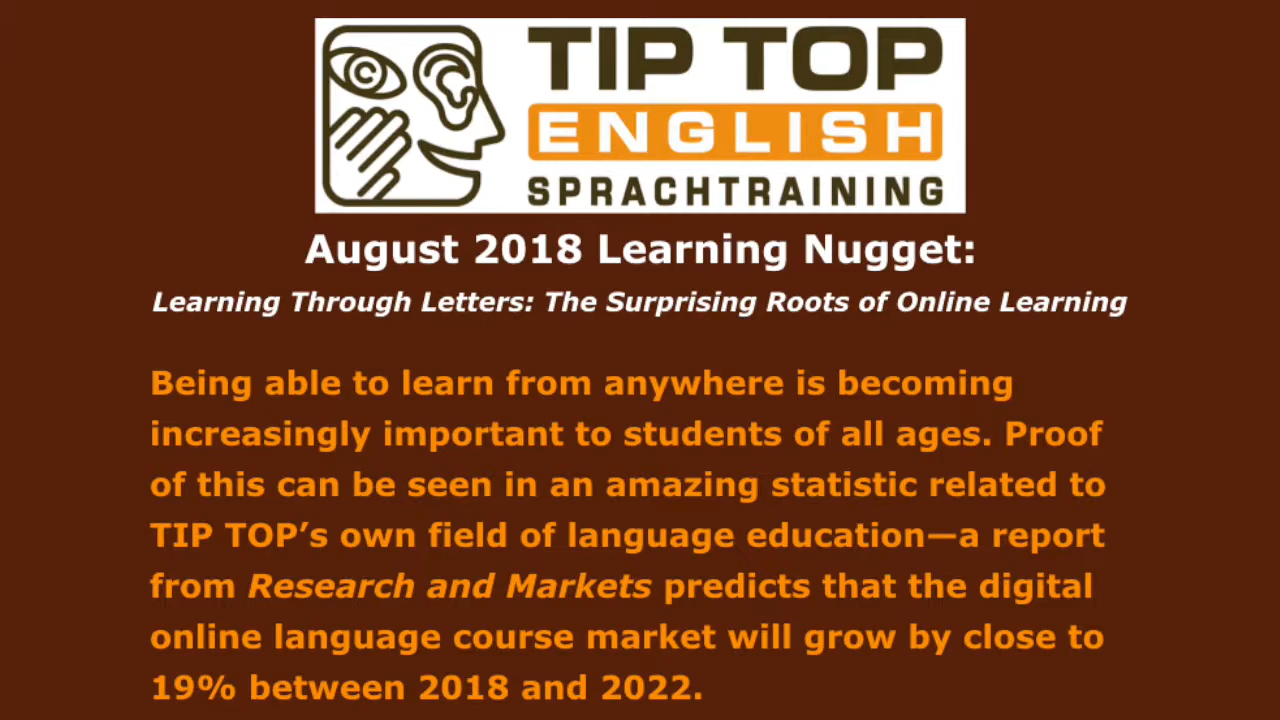 TIP TOP
ENGLISH
SPRACHTRAINING
August 2018 Learning Nugget:
Learning Through Letters: The Surprising Roots of Online Learning
Being able to learn from anywhere is becoming
increasingly important to students of all ages. Proof
of this can be seen in an amazing statistic related to
TIP TOP’s own field of language education—a report
from Research and Markets predicts that the digital
online language course market will grow by close to
19% between 2018 and 2022.